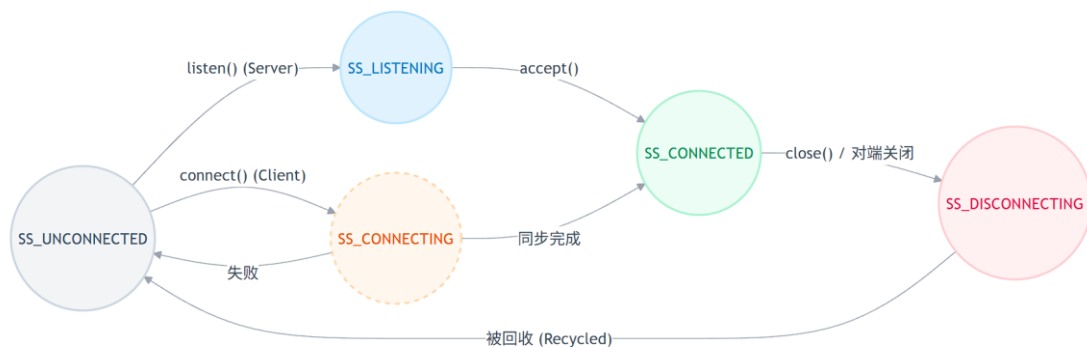 listen() (Server)
SS_LISTENING
accept()
SS_CONNECTED
close() / 对端关闭
connect() (Client)
SS_UNCONNECTED
SS_CONNECTING
同步完成
SS_DISCONNECTING
失败
被回收 (Recycled)